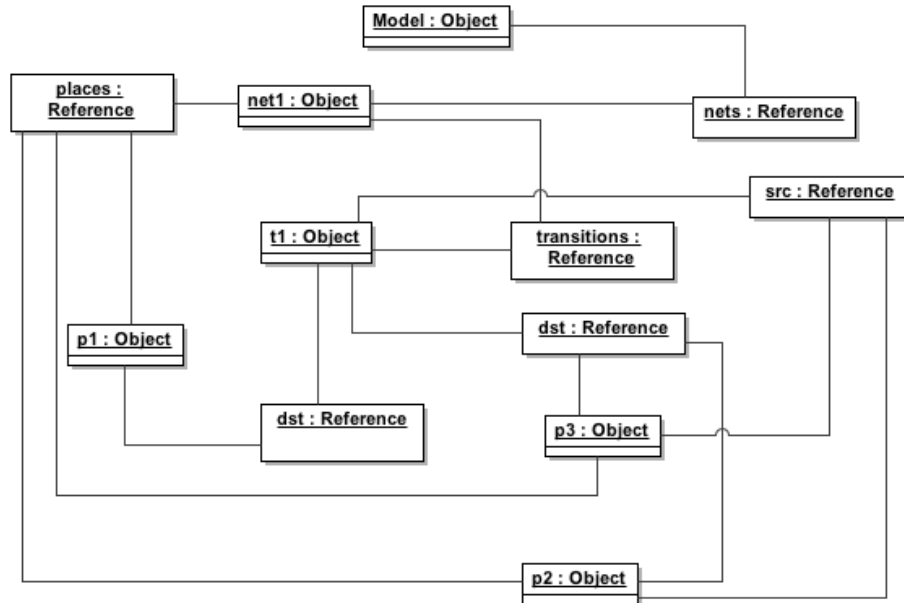 Model : Object
places :
Reference
net1 : Object
nets : Reference
src : Reference
t1 : Object
transitions :
Reference
dst : Reference
p1 : Object
dst : Reference
p3 : Object
p2 : Object